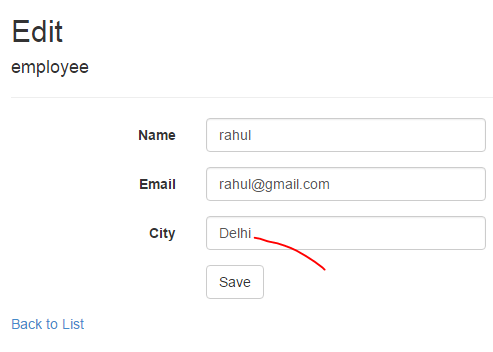 Edit
employee
Name rahul
Email rahul@gmail.com
City Delhi
Save
Back to List